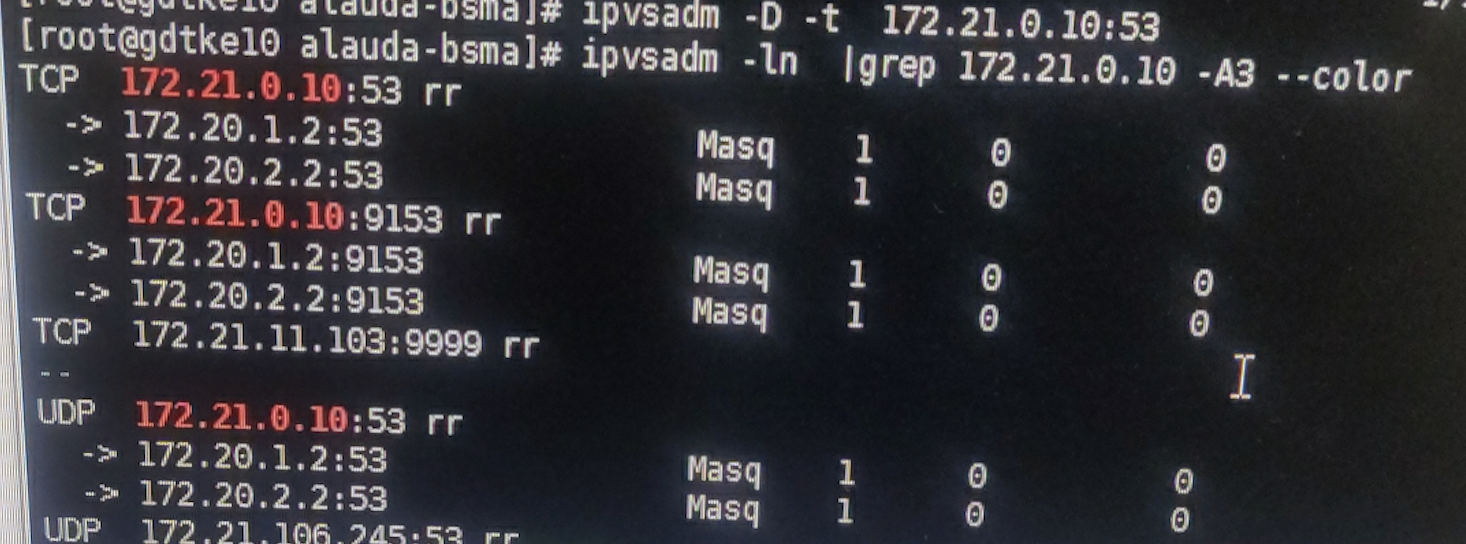 [root@gdtke10 alauda-bsma]# ipvsadm -D -t  172.21.0.10:53
[root@gdtke10 alauda-bsma]# ipvsadm -ln  |grep 172.21.0.10 -A3 --color
TCP  172.21.0.10:53 rr
  -> 172.20.1.2:53                Masq    1      0          0
  -> 172.20.2.2:53                Masq    1      0          0
TCP  172.21.0.10:9153 rr
  -> 172.20.1.2:9153              Masq    1      0          0
  -> 172.20.2.2:9153              Masq    1      0          0
TCP  172.21.11.103:9999 rr
--
UDP  172.21.0.10:53 rr
  -> 172.20.1.2:53                Masq    1      0          0
  -> 172.20.2.2:53                Masq    1      0          0
UDP  172.21.106.245:53 rr